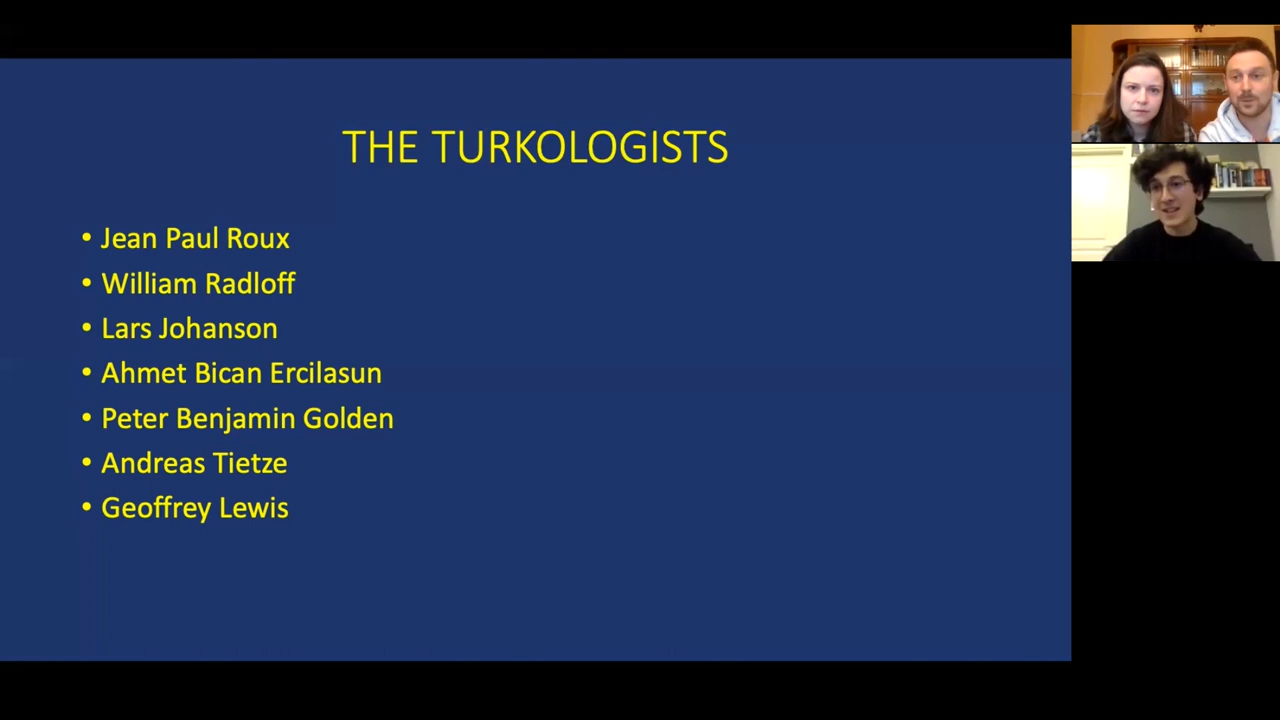 THE TURKOLOGISTS
• Jean Paul Roux
• William Radloff
• Lars Johanson
• Ahmet Bican Ercilasun
• Peter Benjamin Golden
• Andreas Tietze
• Geoffrey Lewis